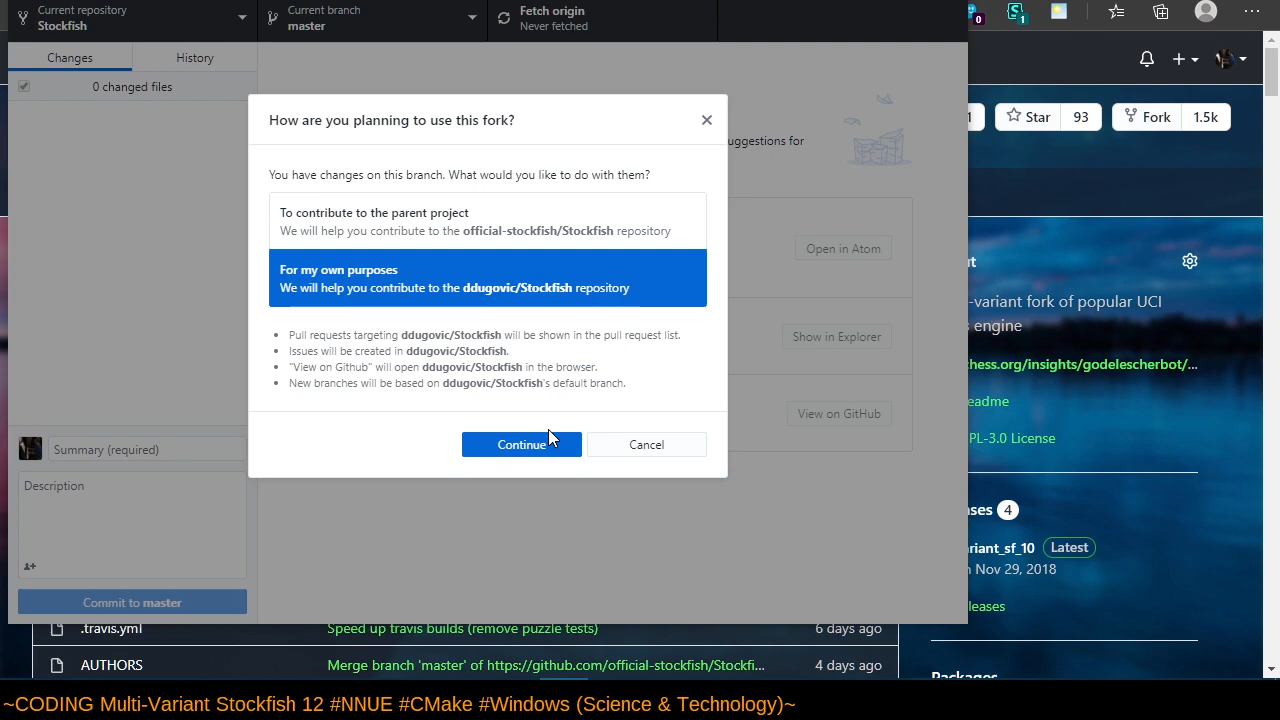 Current repository
Stockfish
Current branch
master
Fetch origin
Never fetched
0
1
Changes
History
0 changed files
How are you planning to use this fork?
1
Star
93
Fork
1.5k
uggestions for
You have changes on this branch. What would you like to do with them?
To contribute to the parent project
We will help you contribute to the official-stockfish/Stockfish repository
Open in Atom
For my own purposes
We will help you contribute to the ddugovic/Stockfish repository
ut
-variant fork of popular UCI
s engine
Pull requests targeting ddugovic/Stockfish will be shown in the pull request list.
Issues will be created in ddugovic/Stockfish.
"View on Github" will open ddugovic/Stockfish in the browser.
New branches will be based on ddugovic/Stockfish's default branch.
Show in Explorer
hess.org/insights/godelescherbot/...
eadme
View on GitHub
PL-3.0 License
Continue
Cancel
Summary (required)
Description
ases 4
riant_sf_10 Latest
n Nov 29, 2018
leases
Commit to master
.travis.yml
Speed up travis builds (remove puzzle tests)
6 days ago
AUTHORS
Merge branch 'master' of https://github.com/official-stockfish/Stockfi...
4 days ago
Packages
~CODING Multi-Variant Stockfish 12 #NNUE #CMake #Windows (Science & Technology)~